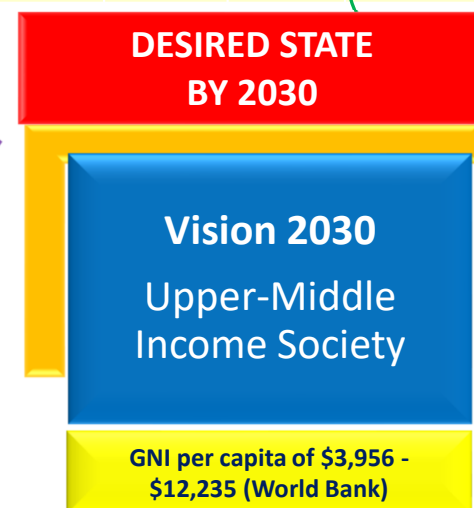 DESIRED STATE
BY 2030
Vision 2030
Upper-Middle
Income Society
GNI per capita of $3,956 -
$12,235 (World Bank)